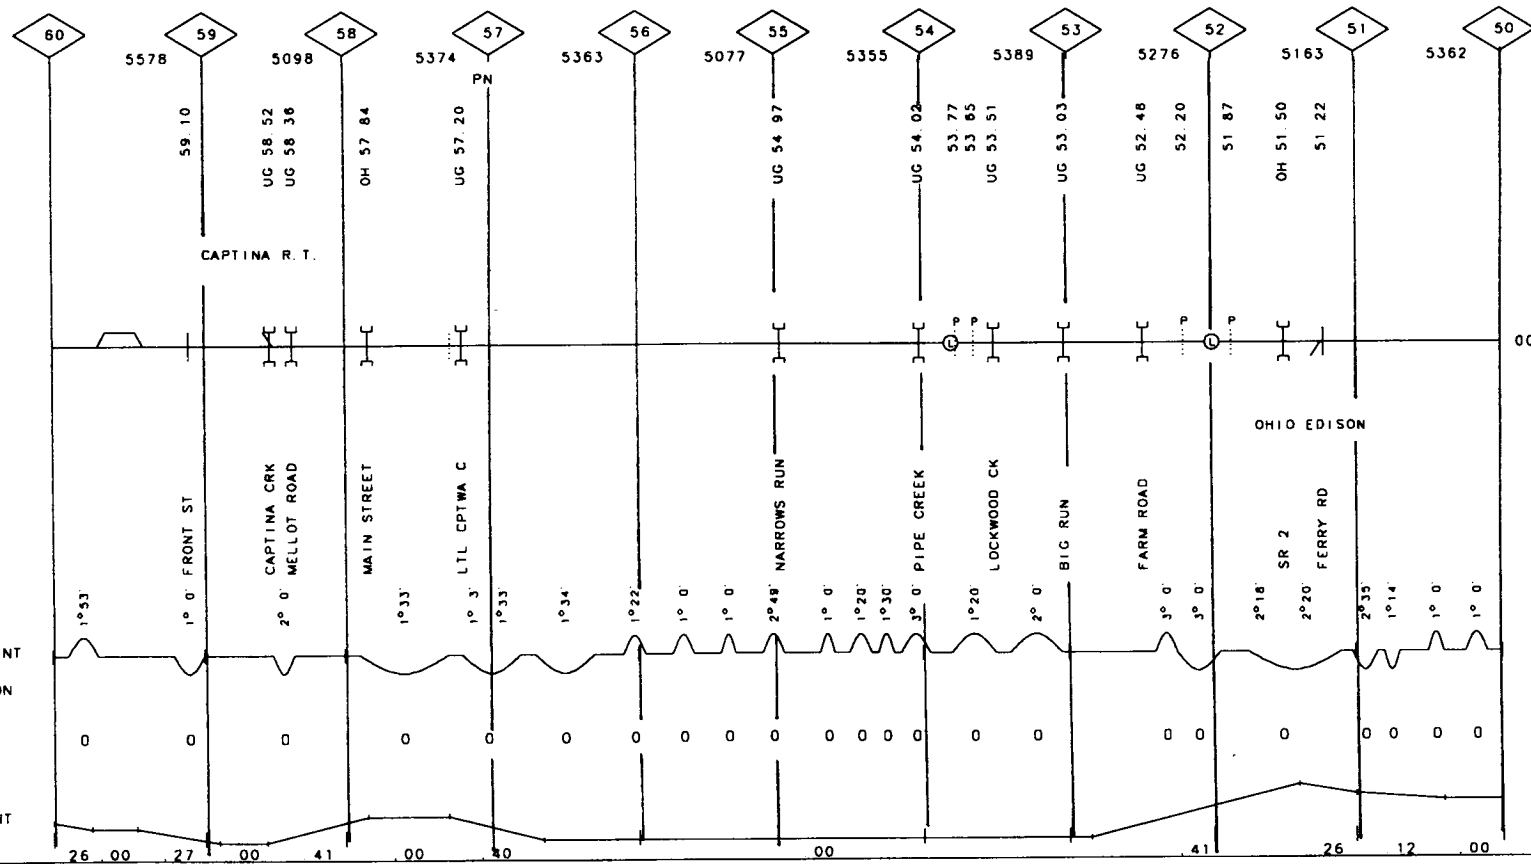 60 59 58 57 56 55 54 53 52 51 50
5578 5098 5374 5363 5077 5355 5389 5276 5163 5362
PN
59.10
UG 58.52
UG 58 36
OH 57 84
UG 57.20
UG 54 97
UG 54.02
53.77
53 65
UG 53.51
UG 53.03
UG 52.48
52.20
51 87
OH 51.50
51 22
CAPTINA R.T.
P P P P
L L
OHIO EDISON
FRONT ST
CAPTINA CRK
MELLOT ROAD
MAIN STREET
LTL CPTWA C
NARROWS RUN
PIPE CREEK
LOCKWOOD CK
BIG RUN
FARM ROAD
SR 2
FERRY RD
1°53' 1° 0' 2° 0' 1°33' 1° 3' 1°33' 1°34' 1°22' 1° 0' 1° 0' 2°49' 1° 0' 1°20' 1°30' 3° 0' 1°20' 2° 0' 3° 0' 3° 0' 2°18' 2°20' 2°35' 1°14' 1° 0' 1° 0'
NT
ON
0 0 0 0 0 0 0 0 0 0 0 0 0 0 0 0 0 0 0 0 0 0 0
T
26 .00 .27 00 41 .00 .40 00 .41 .26 .12 .00